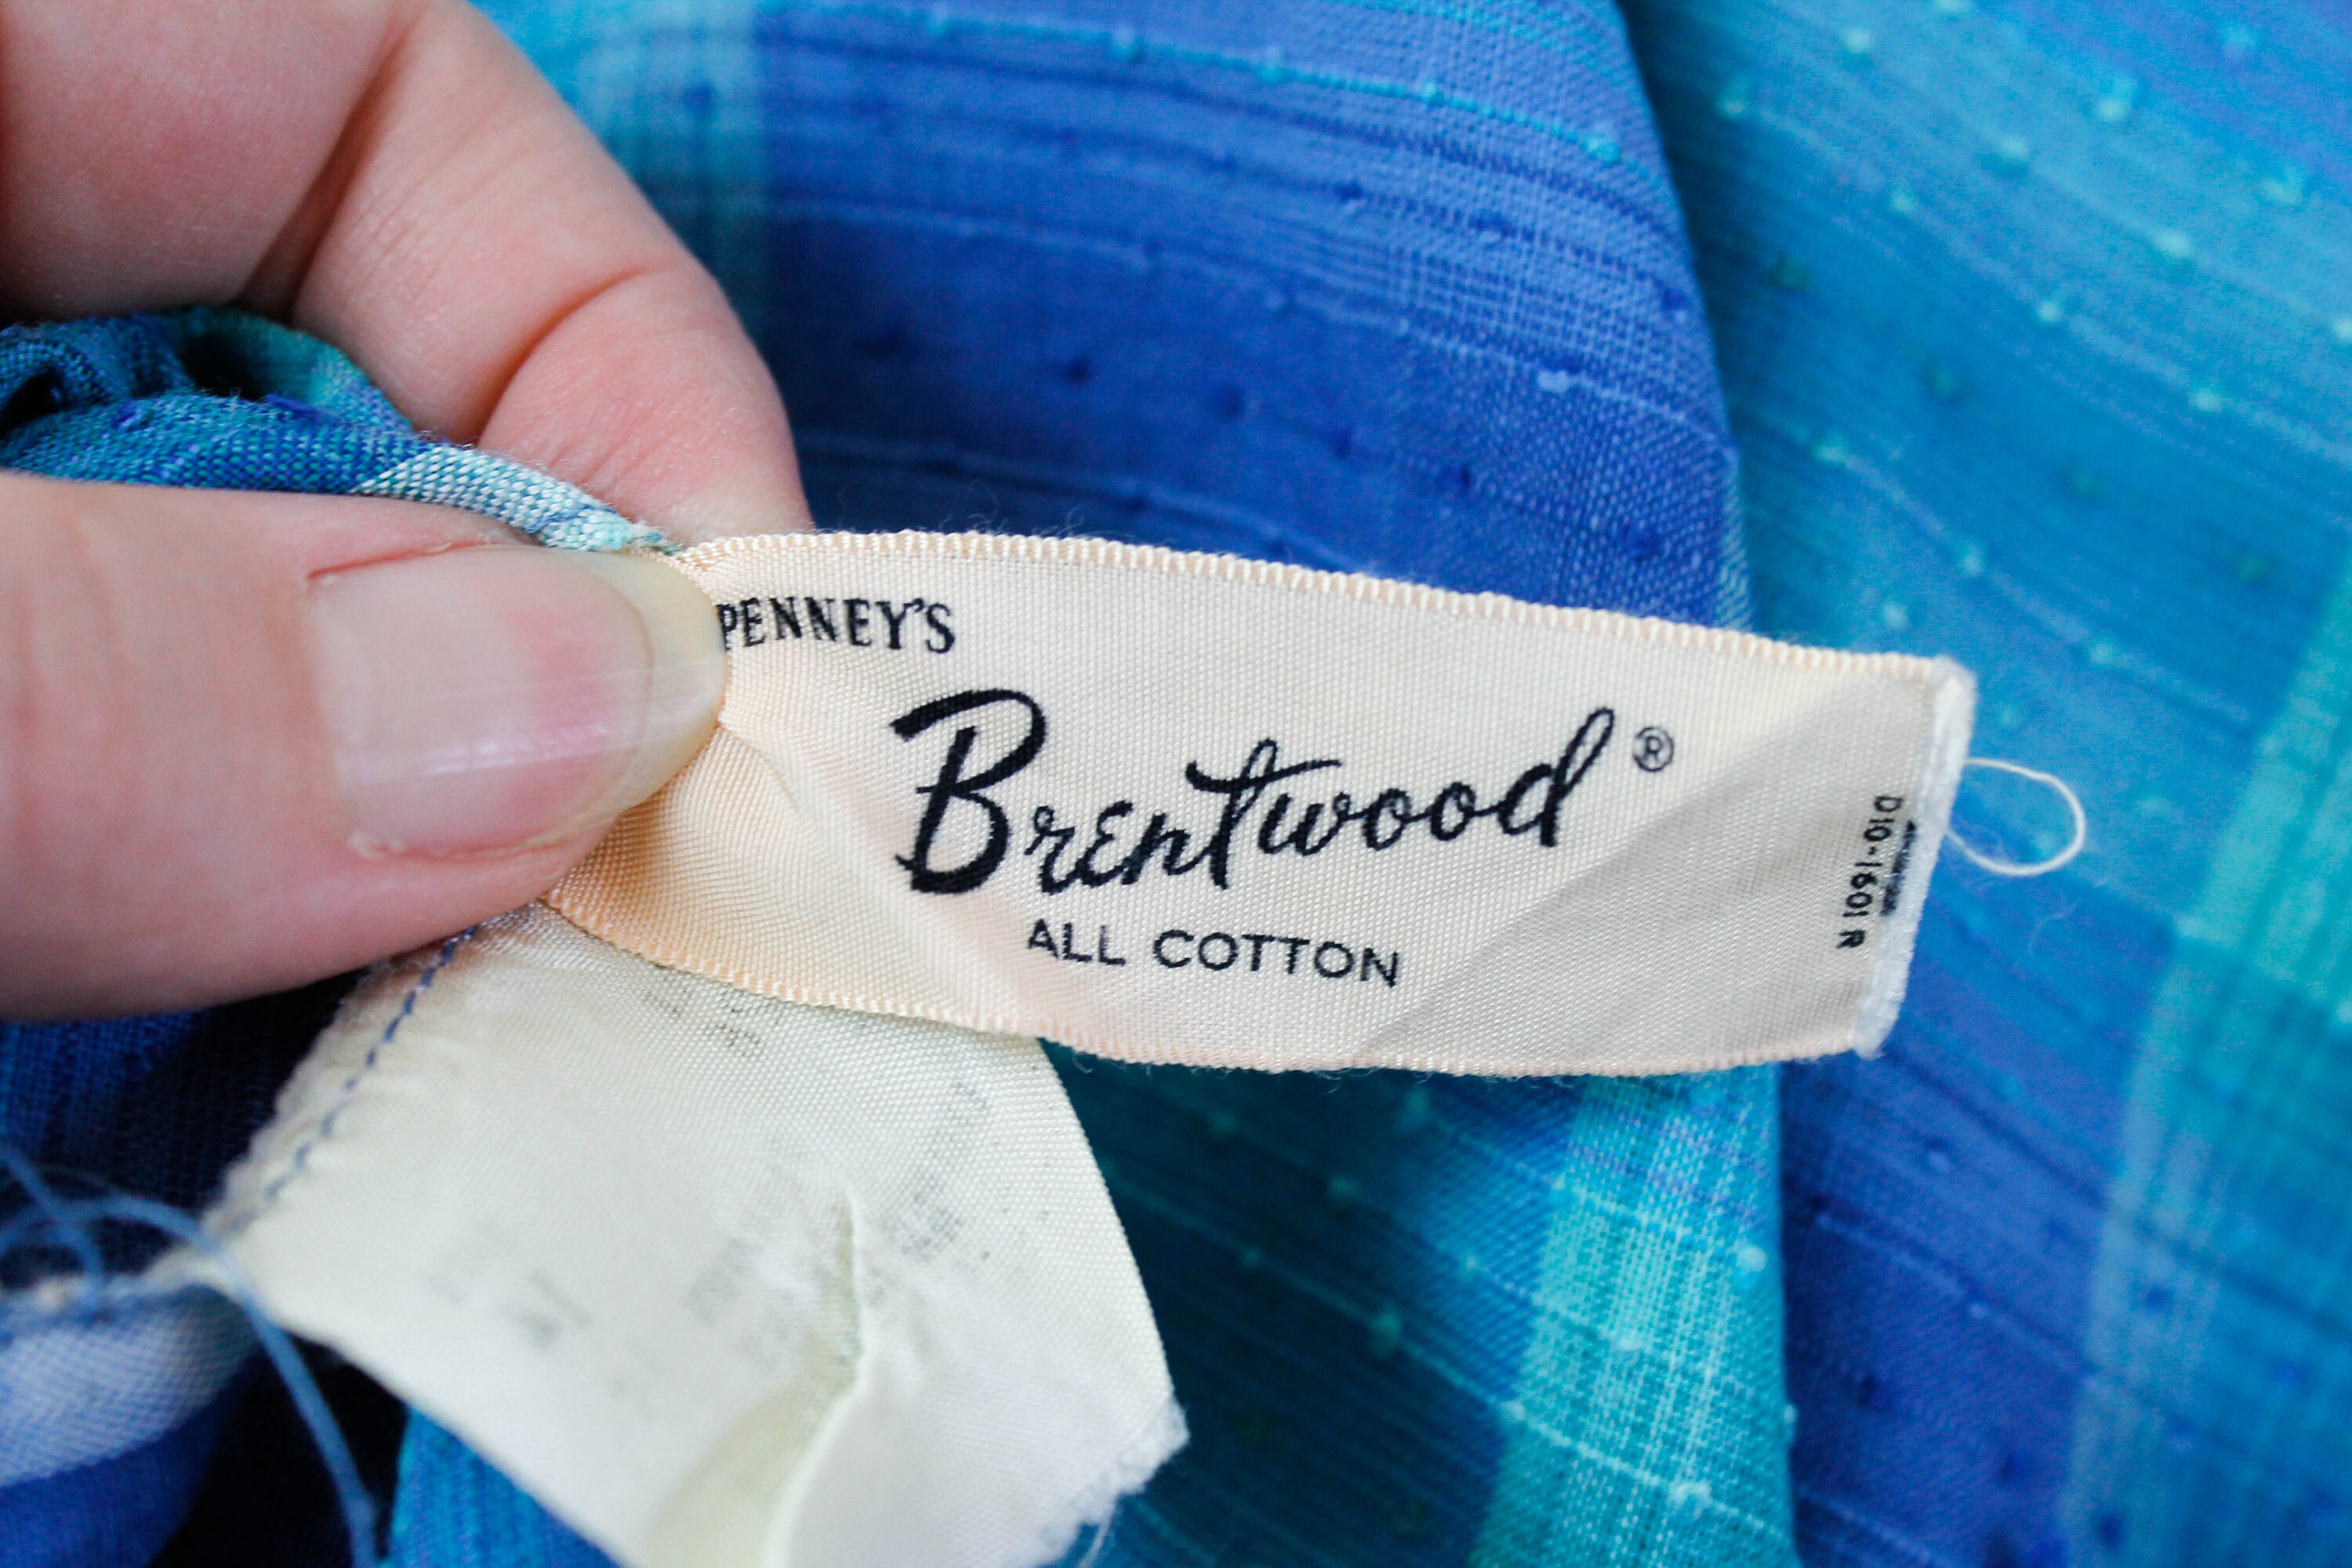 PENNEY'S
Brentwood ®
ALL COTTON
D10-1601 R